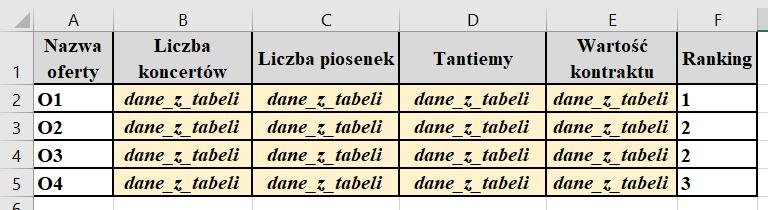 A B C D E F
1 Nazwa oferty Liczba koncertów Liczba piosenek Tantiemy Wartość kontraktu Ranking
2 O1 dane_z_tabeli dane_z_tabeli dane_z_tabeli dane_z_tabeli 1
3 O2 dane_z_tabeli dane_z_tabeli dane_z_tabeli dane_z_tabeli 2
4 O3 dane_z_tabeli dane_z_tabeli dane_z_tabeli dane_z_tabeli 2
5 O4 dane_z_tabeli dane_z_tabeli dane_z_tabeli dane_z_tabeli 3